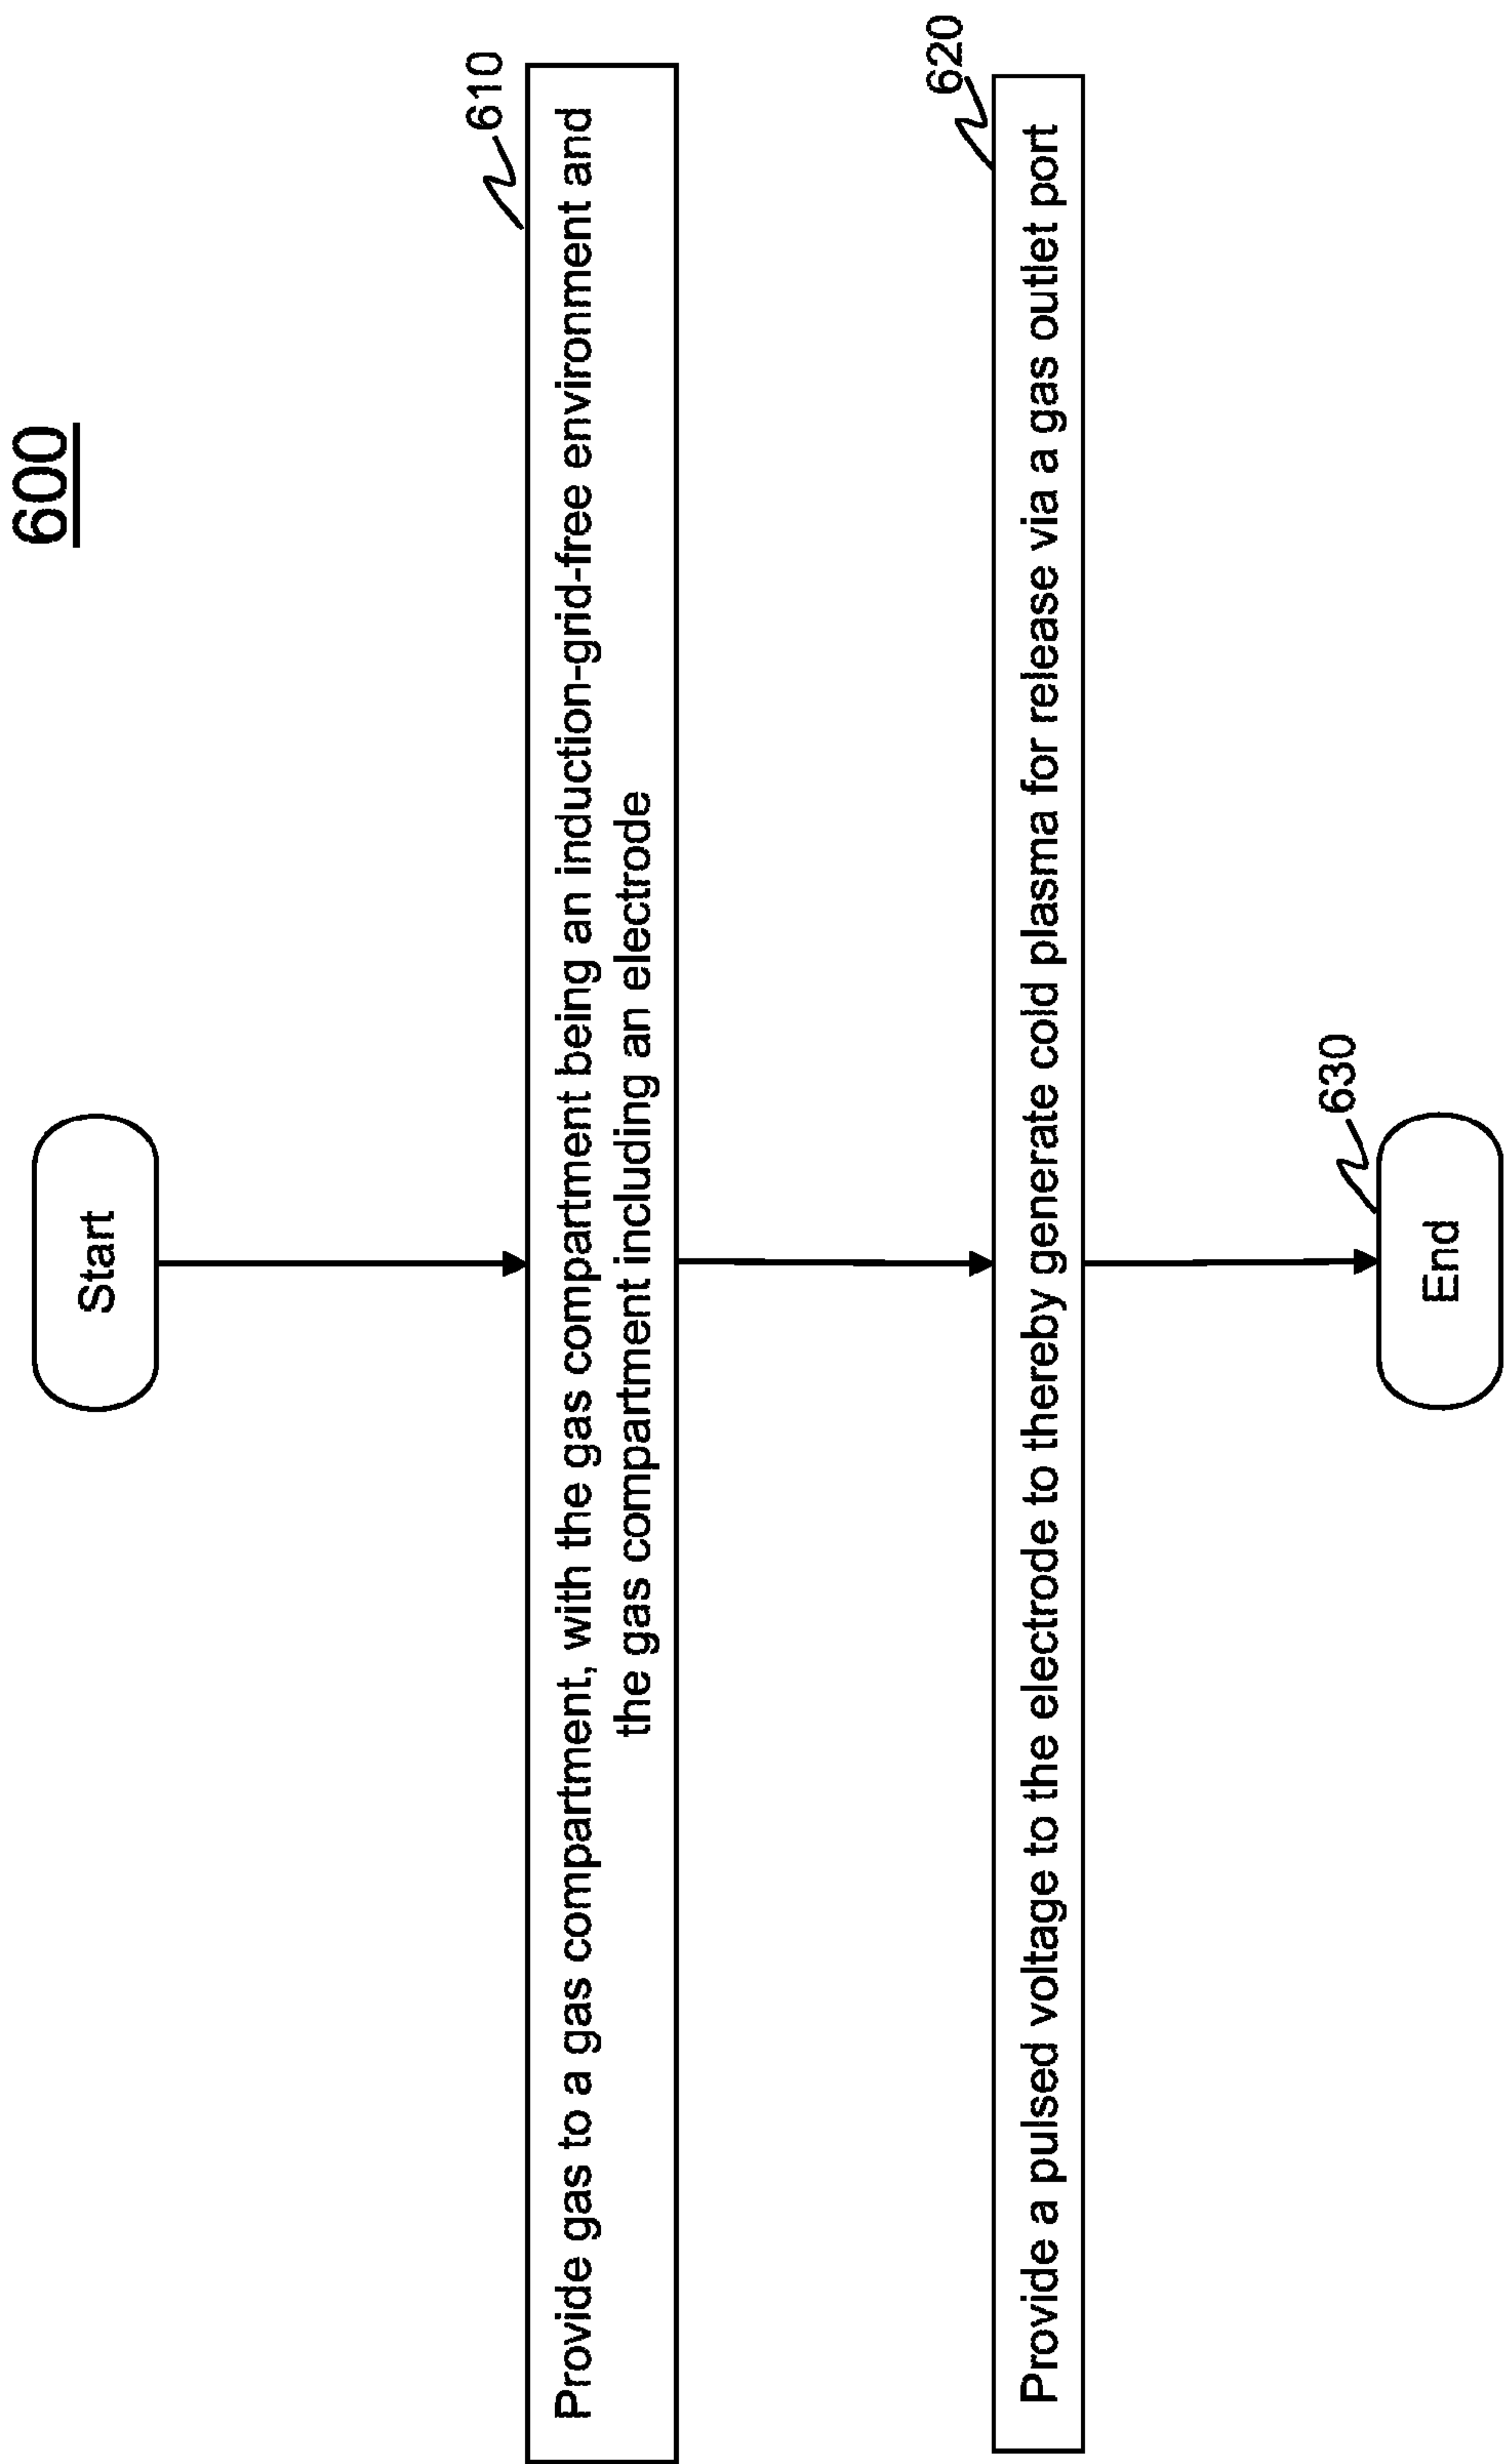 600
Start
610
Provide gas to a gas compartment, with the gas compartment being an induction-grid-free environment and
the gas compartment including an electrode
620
Provide a pulsed voltage to the electrode to thereby generate cold plasma for release via a gas outlet port
630
End